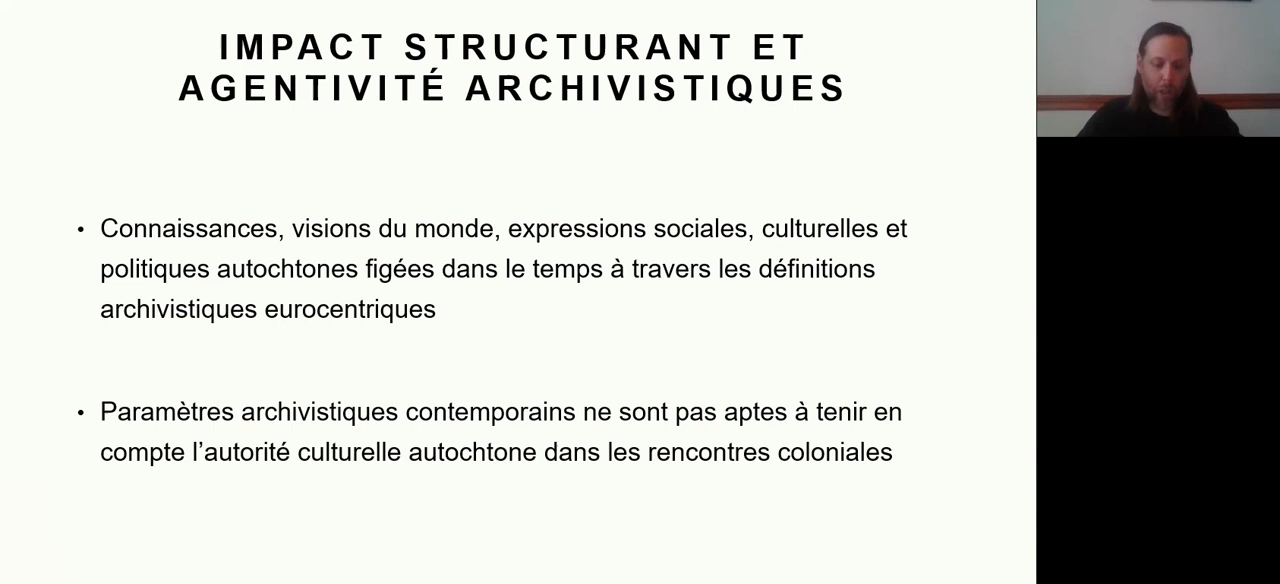 IMPACT STRUCTURANT ET
AGENTIVITÉ ARCHIVISTIQUES
• Connaissances, visions du monde, expressions sociales, culturelles et
politiques autochtones figées dans le temps à travers les définitions
archivistiques eurocentriques
• Paramètres archivistiques contemporains ne sont pas aptes à tenir en
compte l’autorité culturelle autochtone dans les rencontres coloniales